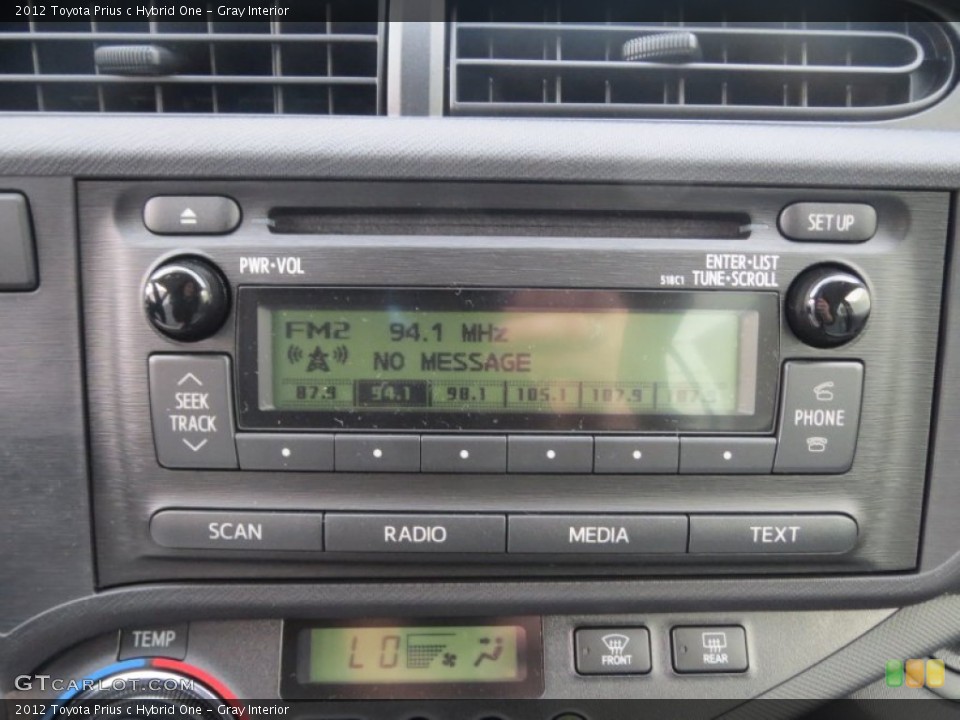 2012 Toyota Prius c Hybrid One - Gray Interior
SET UP
PWR•VOL
ENTER•LIST
518C1 TUNE•SCROLL
FM2 94.1 MHz
NO MESSAGE
87.9 94.1 98.1 105.1 107.9 107.9
SEEK
TRACK
PHONE
SCAN RADIO MEDIA TEXT
TEMP
LO
FRONT
REAR
GTCARLOT.COM
2012 Toyota Prius c Hybrid One - Gray Interior